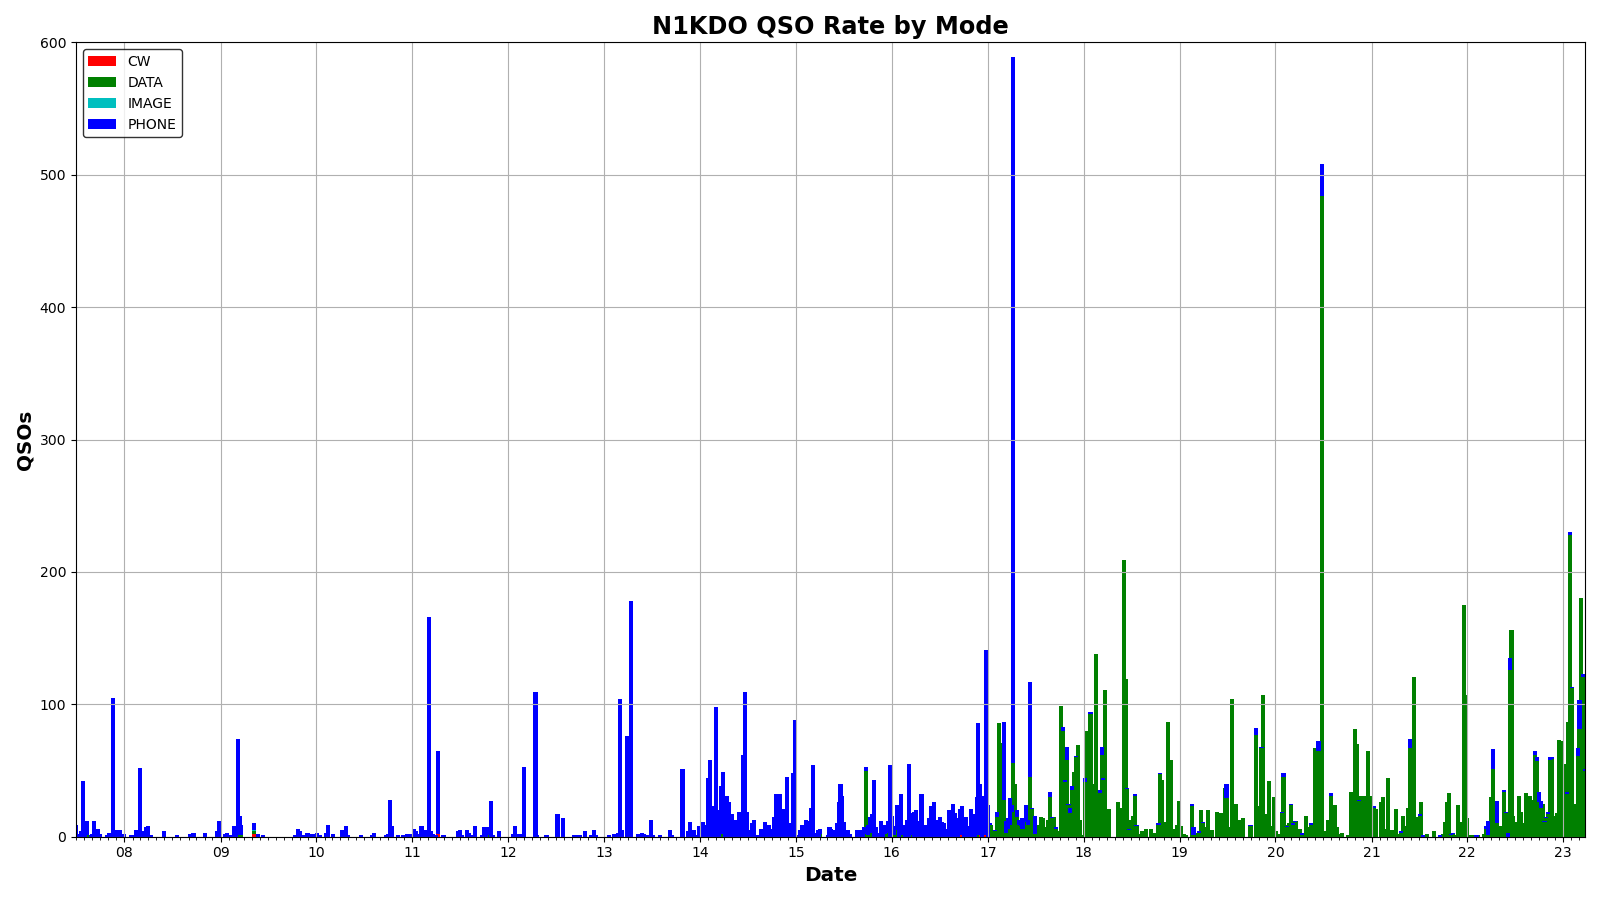 N1KDO QSO Rate by Mode
600
500
400
300
200
100
0
QSOs
CW
DATA
IMAGE
PHONE
08 09 10 11 12 13 14 15 16 17 18 19 20 21 22 23
Date